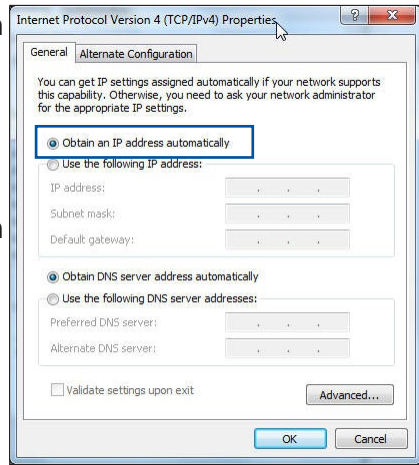 Internet Protocol Version 4 (TCP/IPv4) Properties
General
Alternate Configuration
You can get IP settings assigned automatically if your network supports
this capability. Otherwise, you need to ask your network administrator
for the appropriate IP settings.
Obtain an IP address automatically
Use the following IP address:
IP address:
Subnet mask:
Default gateway:
Obtain DNS server address automatically
Use the following DNS server addresses:
Preferred DNS server:
Alternate DNS server:
Validate settings upon exit
Advanced...
OK
Cancel